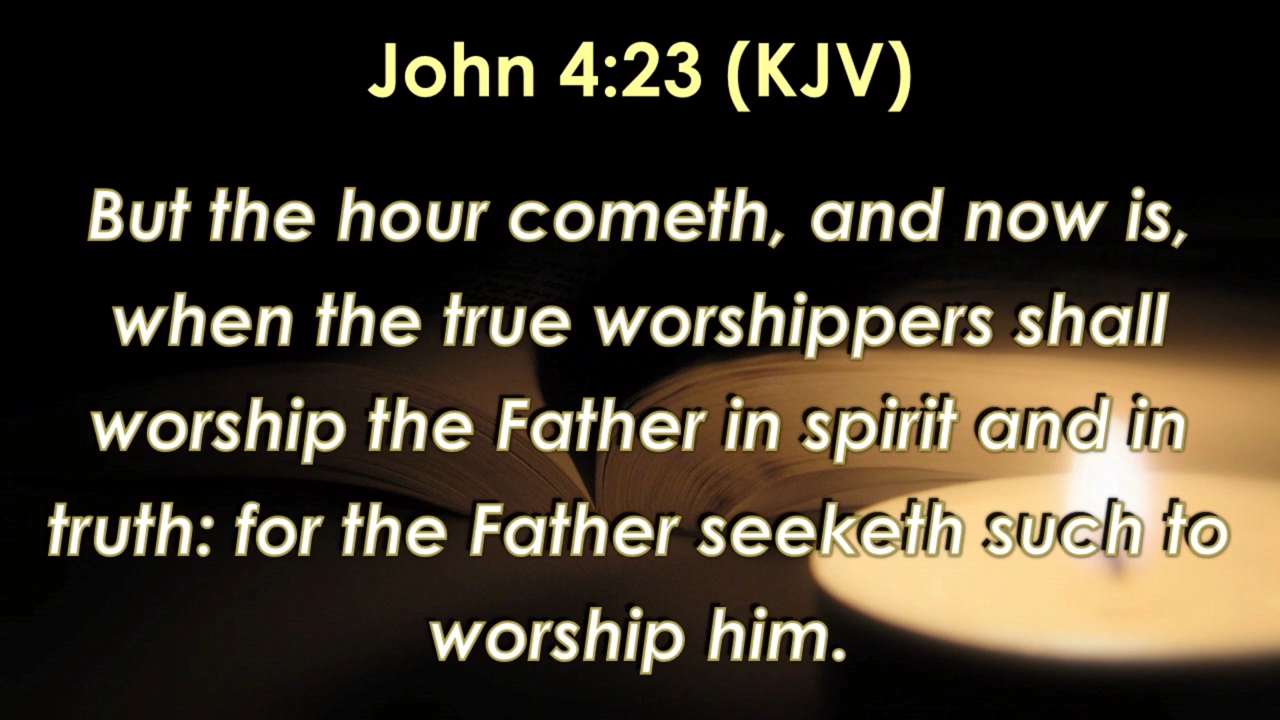 John 4:23 (KJV)
But the hour cometh, and now is,
when the true worshippers shall
worship the Father in spirit and in
truth: for the Father seeketh such to
worship him.